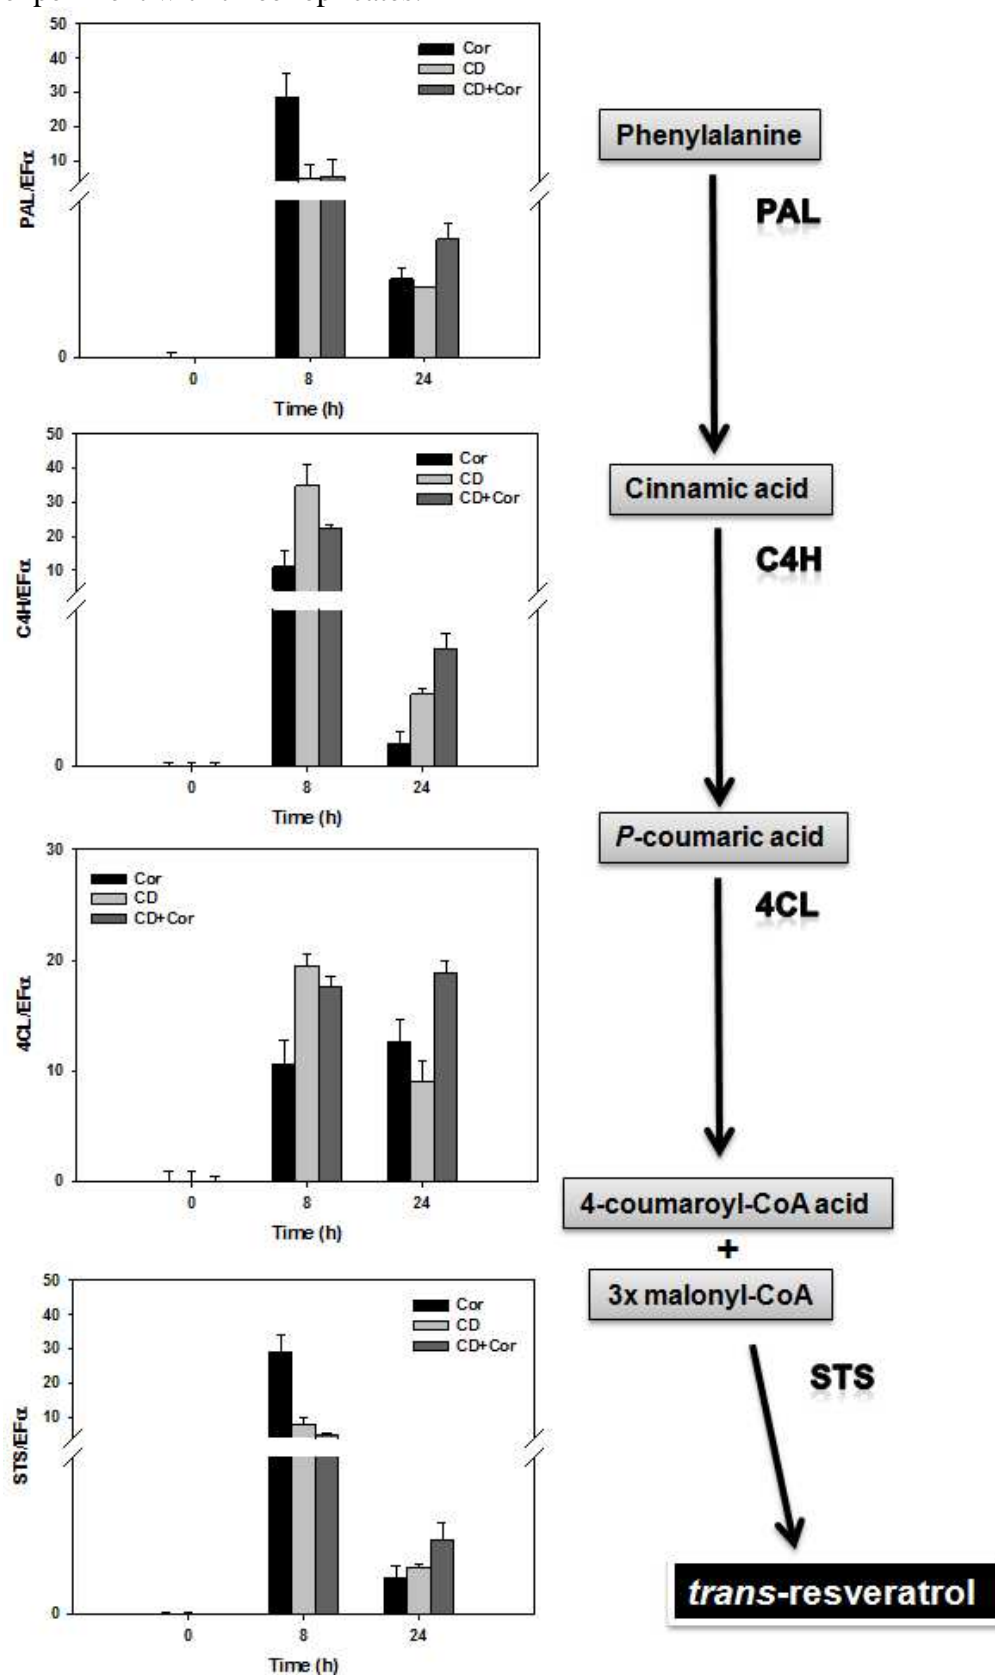 50
40
30
20
10
0
PAL/EFα
Cor
CD
CD+Cor
0
8
24
Time (h)
50
40
30
20
10
0
C4H/EFα
Cor
CD
CD+Cor
0
8
24
Time (h)
30
20
10
0
4CL/EFα
Cor
CD
CD+Cor
0
8
24
Time (h)
50
40
30
20
10
0
STS/EFα
Cor
CD
CD+Cor
0
8
24
Time (h)
Phenylalanine
PAL
Cinnamic acid
C4H
P-coumaric acid
4CL
4-coumaroyl-CoA acid
+
3x malonyl-CoA
STS
trans-resveratrol